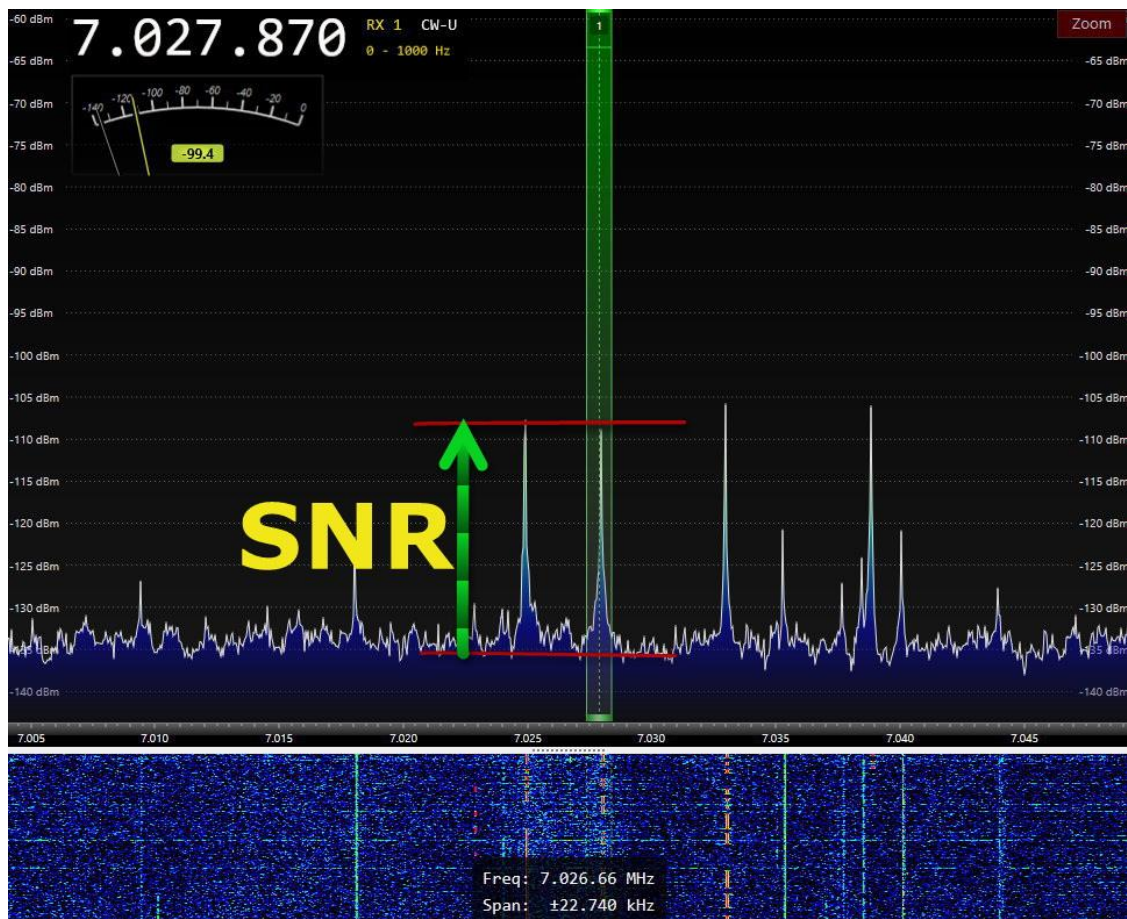 -60 dBm
7.027.870 RX 1 CW-U
0 - 1000 Hz
1
Zoom
-65 dBm -65 dBm
-140 -120 -100 -80 -60 -40 -20 0
-99.4
-70 dBm -70 dBm
-75 dBm -75 dBm
-80 dBm -80 dBm
-85 dBm -85 dBm
-90 dBm -90 dBm
-95 dBm -95 dBm
-100 dBm -100 dBm
-105 dBm -105 dBm
-110 dBm -110 dBm
-115 dBm -115 dBm
SNR
-120 dBm -120 dBm
-125 dBm -125 dBm
-130 dBm -130 dBm
-135 dBm -135 dBm
-140 dBm -140 dBm
7.005 7.010 7.015 7.020 7.025 7.030 7.035 7.040 7.045
Freq: 7.026.66 MHz
Span: ±22.740 kHz